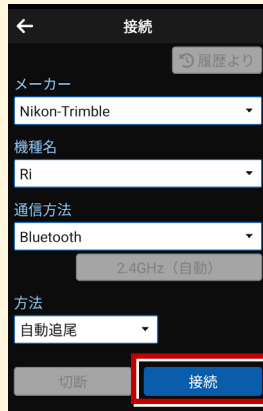 接続
履歴より
メーカー
Nikon-Trimble
機種名
Ri
通信方法
Bluetooth
2.4GHz（自動）
方法
自動追尾
切断
接続